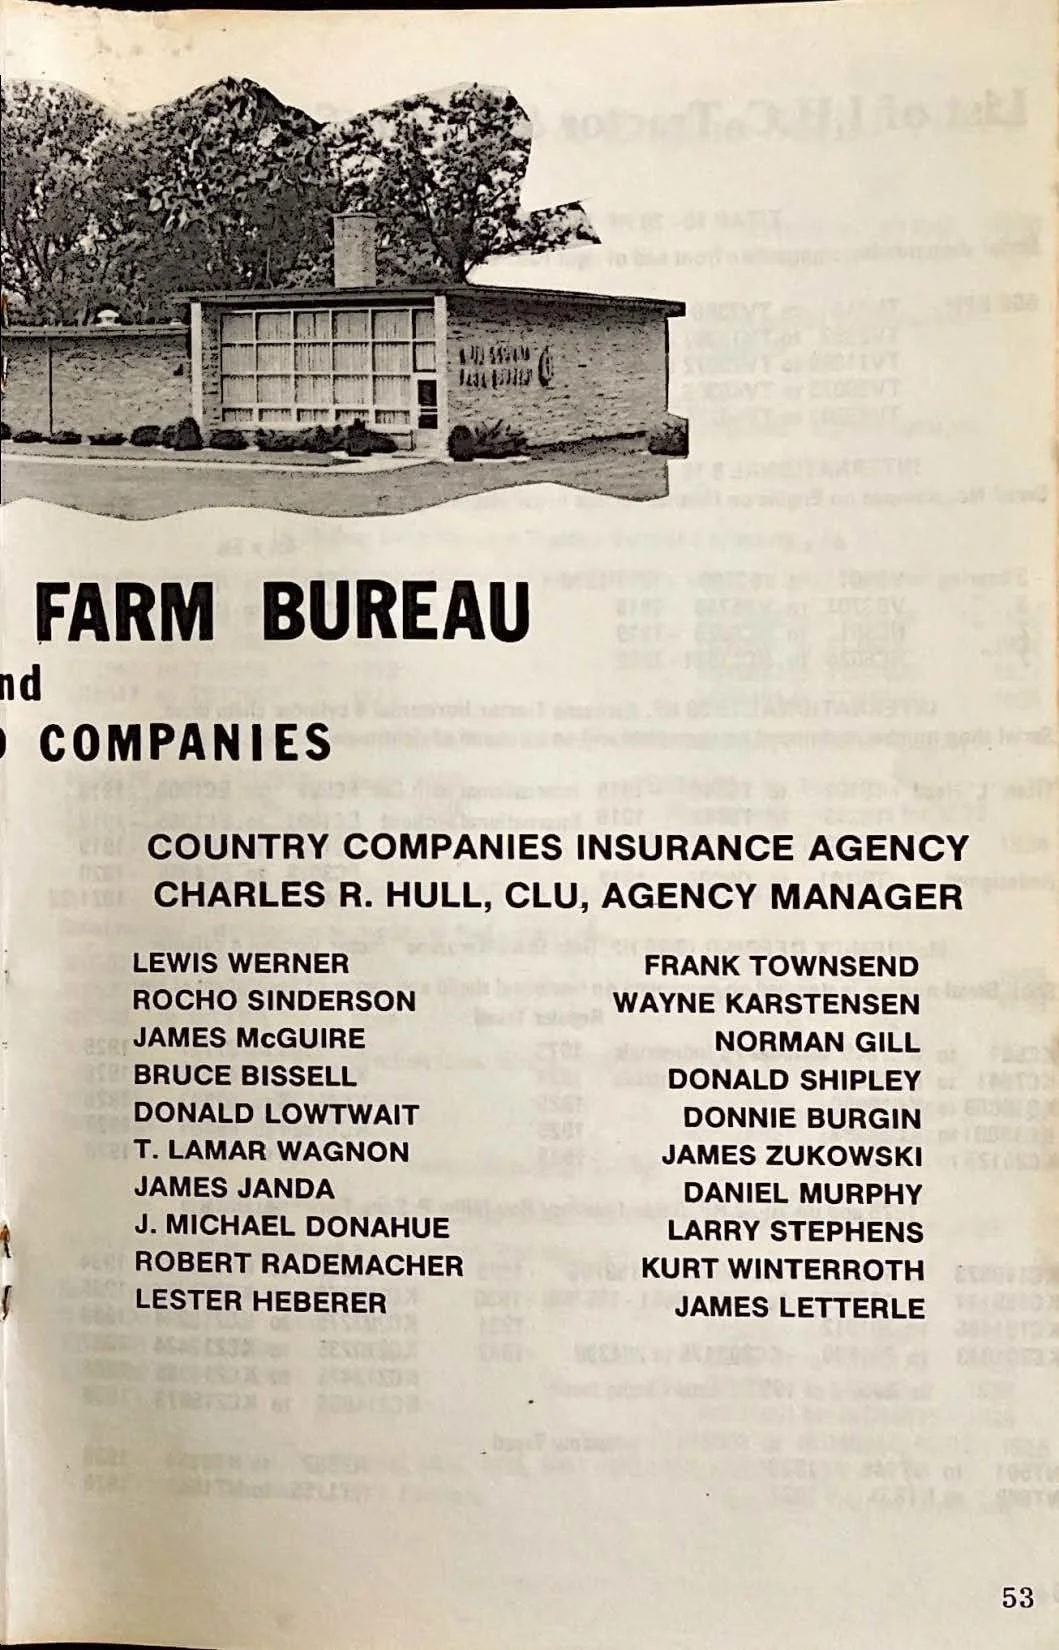 FARM BUREAU
nd
COMPANIES
COUNTRY COMPANIES INSURANCE AGENCY
CHARLES R. HULL, CLU, AGENCY MANAGER
LEWIS WERNER FRANK TOWNSEND
ROCHO SINDERSON WAYNE KARSTENSEN
JAMES McGUIRE NORMAN GILL
BRUCE BISSELL DONALD SHIPLEY
DONALD LOWTWAIT DONNIE BURGIN
T. LAMAR WAGNON JAMES ZUKOWSKI
JAMES JANDA DANIEL MURPHY
J. MICHAEL DONAHUE LARRY STEPHENS
ROBERT RADEMACHER KURT WINTERROTH
LESTER HEBERER JAMES LETTERLE
53